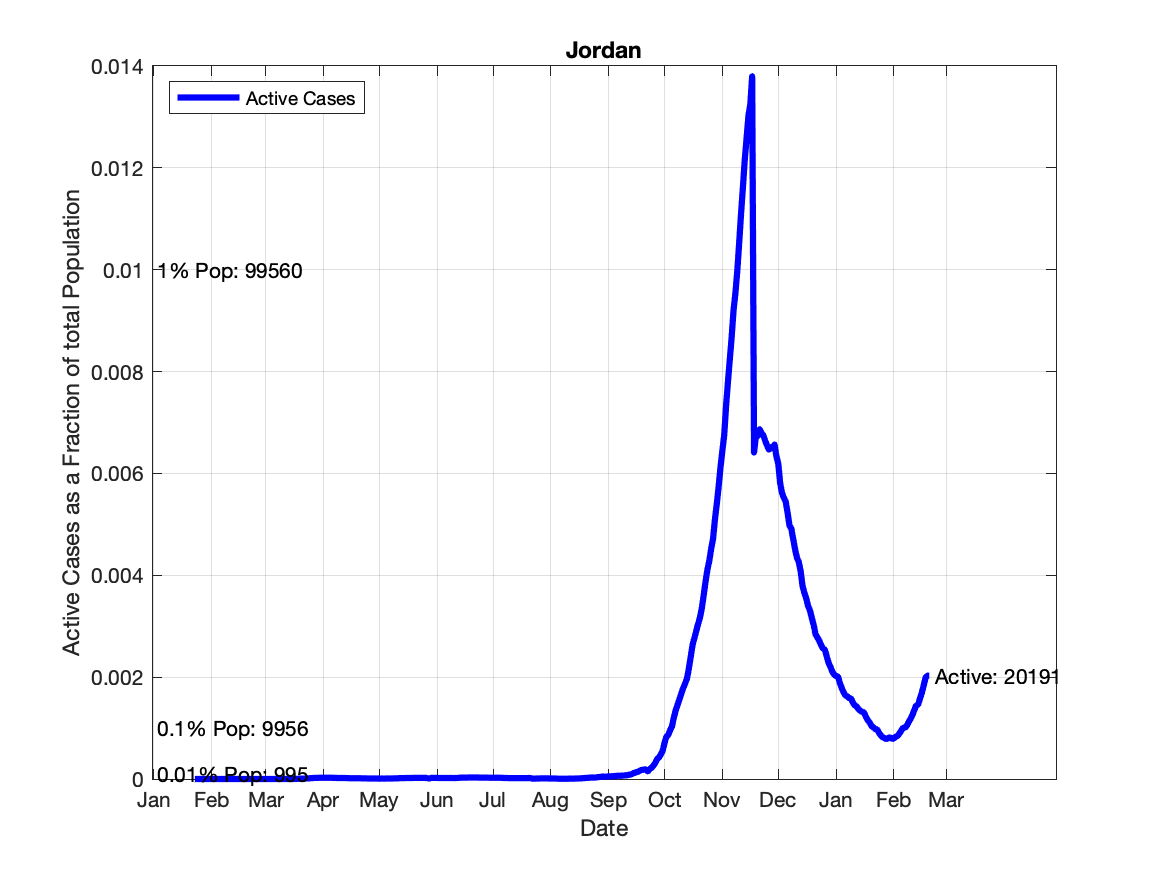 Jordan
Active Cases
0.014
0.012
0.01
0.008
0.006
0.004
0.002
0
Active Cases as a Fraction of total Population
1% Pop: 99560
0.1% Pop: 9956
0.01% Pop: 995
Active: 20191
Jan Feb Mar Apr May Jun Jul Aug Sep Oct Nov Dec Jan Feb Mar
Date